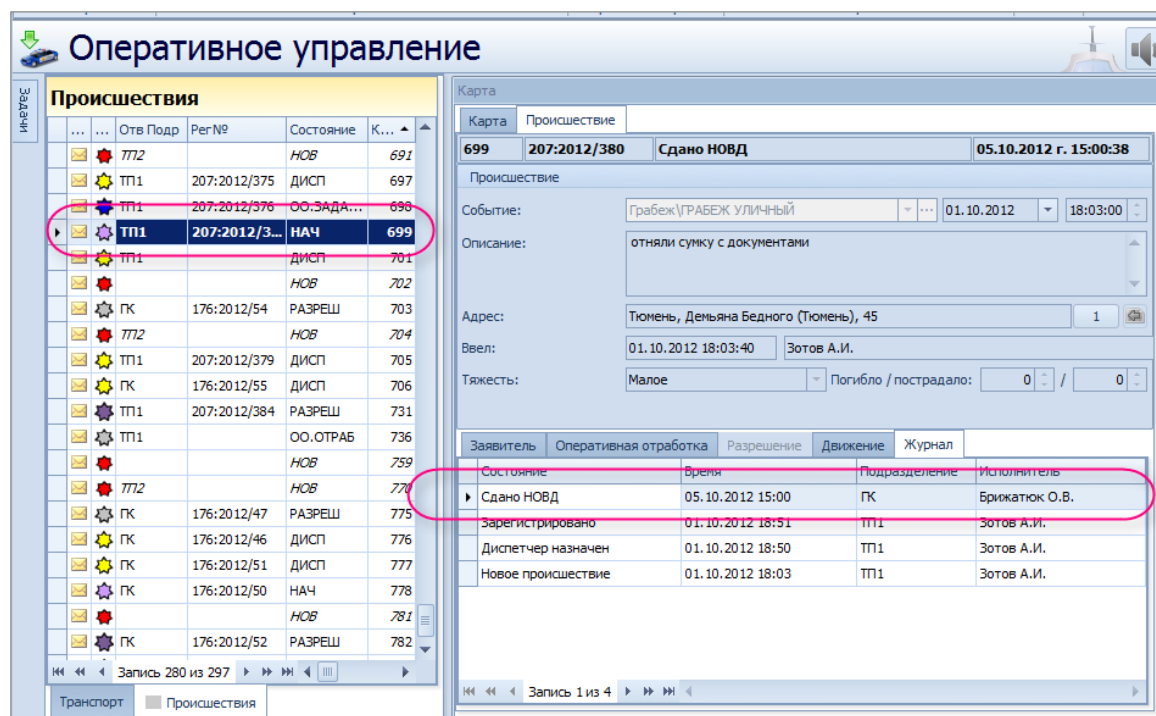 Оперативное управление
Задачи
Происшествия
... ... Отв Подр Рег№ Состояние К...
ТП2 НОВ 691
ТП1 207:2012/375 ДИСП 697
ТП1 207:2012/376 ОО.ЗАДА... 698
ТП1 207:2012/3... НАЧ 699
ТП1 ДИСП 701
НОВ 702
ГК 176:2012/54 РАЗРЕШ 703
ТП2 НОВ 704
ТП1 207:2012/379 ДИСП 705
ГК 176:2012/55 ДИСП 706
ТП1 207:2012/384 РАЗРЕШ 731
ТП1 ОО.ОТРАБ 736
НОВ 759
ТП2 НОВ 770
ГК 176:2012/47 РАЗРЕШ 775
ГК 176:2012/46 ДИСП 776
ГК 176:2012/51 ДИСП 777
ГК 176:2012/50 НАЧ 778
НОВ 781
ГК 176:2012/52 РАЗРЕШ 782
Запись 280 из 297
Транспорт Происшествия
Карта
Карта Происшествие
699 207:2012/380 Сдано НОВД 05.10.2012 г. 15:00:38
Происшествие
Событие: Грабеж\ГРАБЕЖ УЛИЧНЫЙ ... 01.10.2012 18:03:00
Описание: отняли сумку с документами
Адрес: Тюмень, Демьяна Бедного (Тюмень), 45 1
Ввел: 01.10.2012 18:03:40 Зотов А.И.
Тяжесть: Малое Погибло / пострадало: 0 / 0
Заявитель Оперативная отработка Разрешение Движение Журнал
Состояние Время Подразделение Исполнитель
Сдано НОВД 05.10.2012 15:00 ГК Брижатюк О.В.
Зарегистрировано 01.10.2012 18:51 ТП1 Зотов А.И.
Диспетчер назначен 01.10.2012 18:50 ТП1 Зотов А.И.
Новое происшествие 01.10.2012 18:03 ТП1 Зотов А.И.
Запись 1 из 4